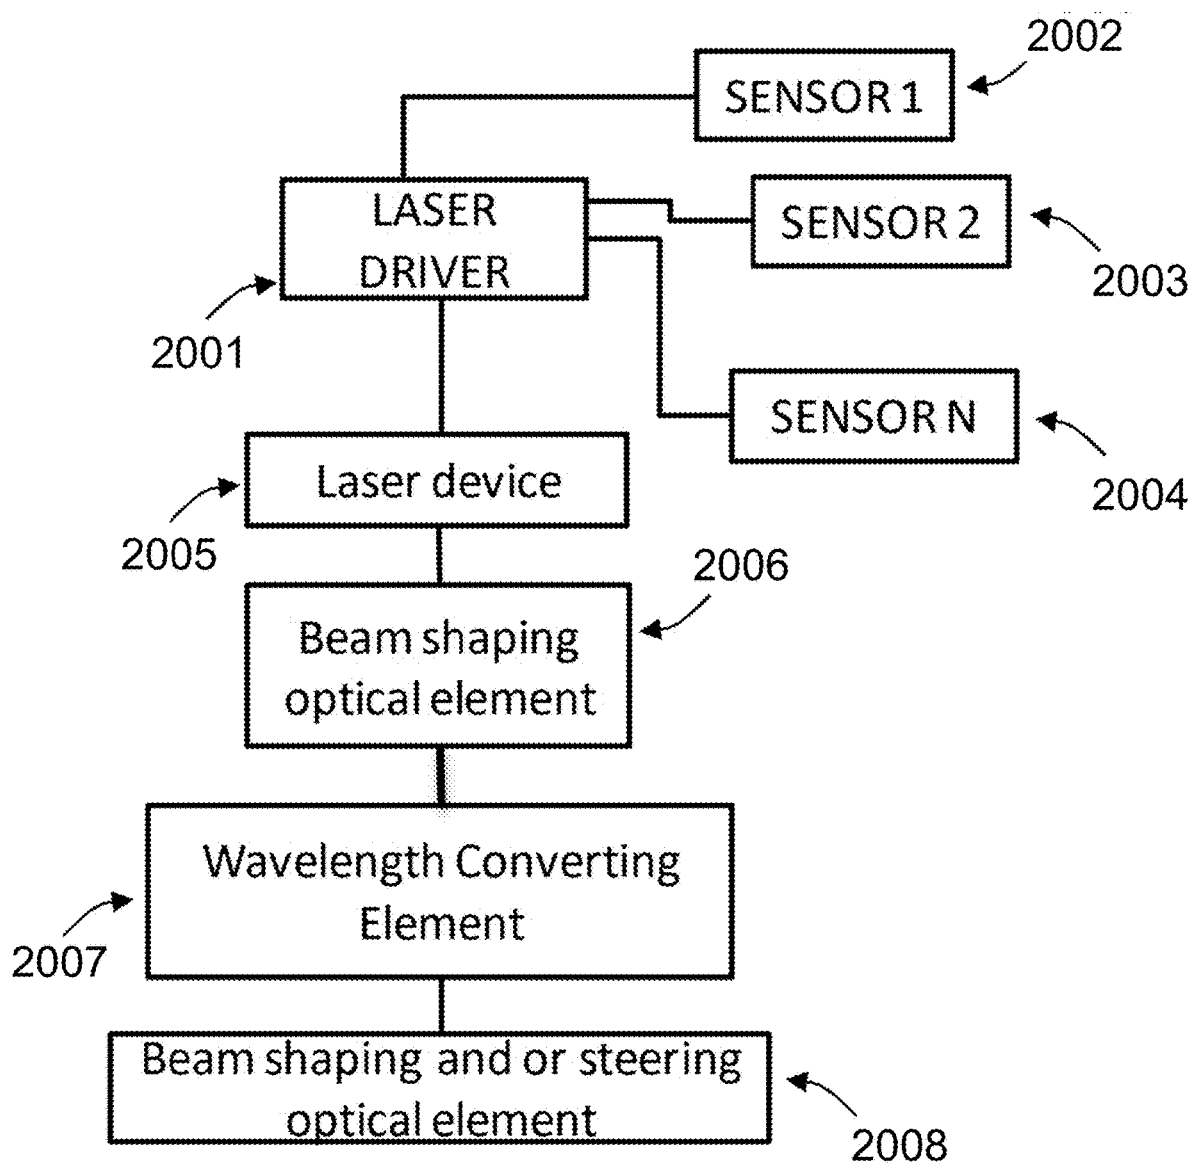 2002
SENSOR 1
LASER
DRIVER
SENSOR 2
2003
2001
SENSOR N
2004
Laser device
2005
2006
Beam shaping
optical element
Wavelength Converting
Element
2007
Beam shaping and or steering
optical element
2008